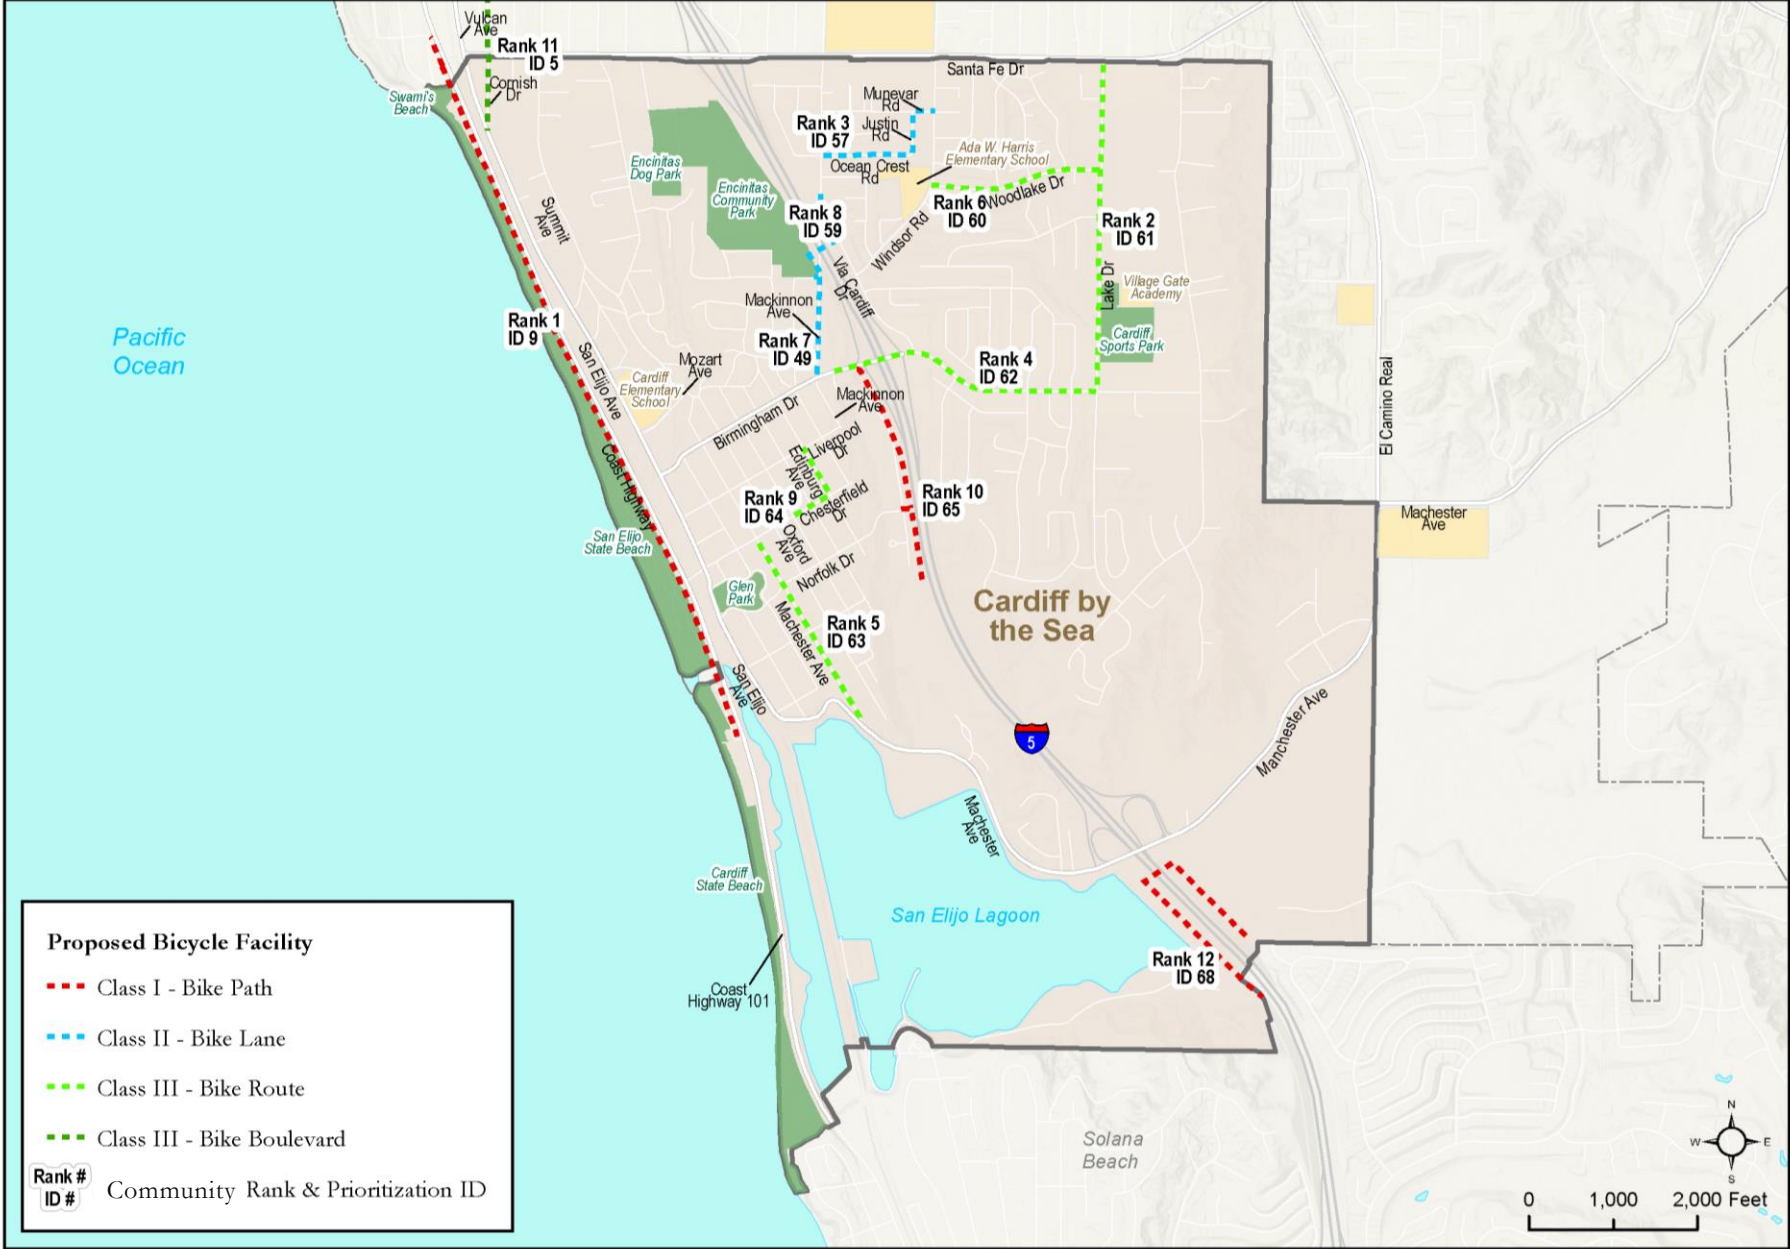 Vulcan
Ave
Rank 11
ID 5
Cornish
Dr
Swami's
Beach
Santa Fe Dr
Munevar
Rd
Justin
Rd
Rank 3
ID 57
Ocean Crest
Rd
Ada W. Harris
Elementary School
Encinitas
Dog Park
Encinitas
Community
Park
Rank 8
ID 59
Rank 6
ID 60
Woodlake Dr
Windsor Rd
Rank 2
ID 61
Summit
Ave
Via Cardiff
Dr
Lake Dr
Village Gate
Academy
Cardiff
Sports Park
Mackinnon
Ave
Rank 7
ID 49
Rank 1
ID 9
Pacific
Ocean
San Elijo Ave
Mozart
Ave
Cardiff
Elementary
School
Rank 4
ID 62
Mackinnon
Ave
Birmingham Dr
El Camino Real
Liverpool
Dr
Edinburg
Ave
Coast Highway
Rank 9
ID 64
Chesterfield
Dr
Rank 10
ID 65
Machester
Ave
San Elijo
State Beach
Oxford
Ave
Norfolk Dr
Glen
Park
Cardiff by
the Sea
Machester Ave
Rank 5
ID 63
San Elijo
Ave
5
Manchester Ave
Machester
Ave
Cardiff
State Beach
San Elijo Lagoon
Rank 12
ID 68
Coast
Highway 101
Solana
Beach
Proposed Bicycle Facility
Class I - Bike Path
Class II - Bike Lane
Class III - Bike Route
Class III - Bike Boulevard
Rank #
ID #
Community Rank & Prioritization ID
N
W
E
S
0 1,000 2,000 Feet